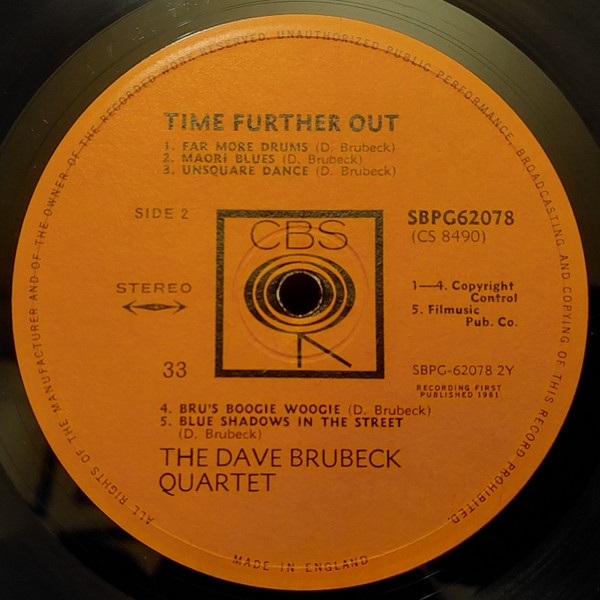 ALL RIGHTS OF THE MANUFACTURER AND OF THE OWNER OF THE RECORDED WORK RESERVED. UNAUTHORIZED PUBLIC PERFORMANCE, BROADCASTING AND COPYING OF THIS RECORD PROHIBITED.
TIME FURTHER OUT
1. FAR MORE DRUMS (D. Brubeck)
2. MAORI BLUES (D. Brubeck)
3. UNSQUARE DANCE (D. Brubeck)
SIDE 2
SBPG62078
(CS 8490)
CBS
STEREO
1—4. Copyright
Control
5. Filmusic
Pub. Co.
33
SBPG-62078 2Y
RECORDING FIRST
PUBLISHED 1961
4. BRU'S BOOGIE WOOGIE (D. Brubeck)
5. BLUE SHADOWS IN THE STREET
(D. Brubeck)
THE DAVE BRUBECK
QUARTET
MADE IN ENGLAND